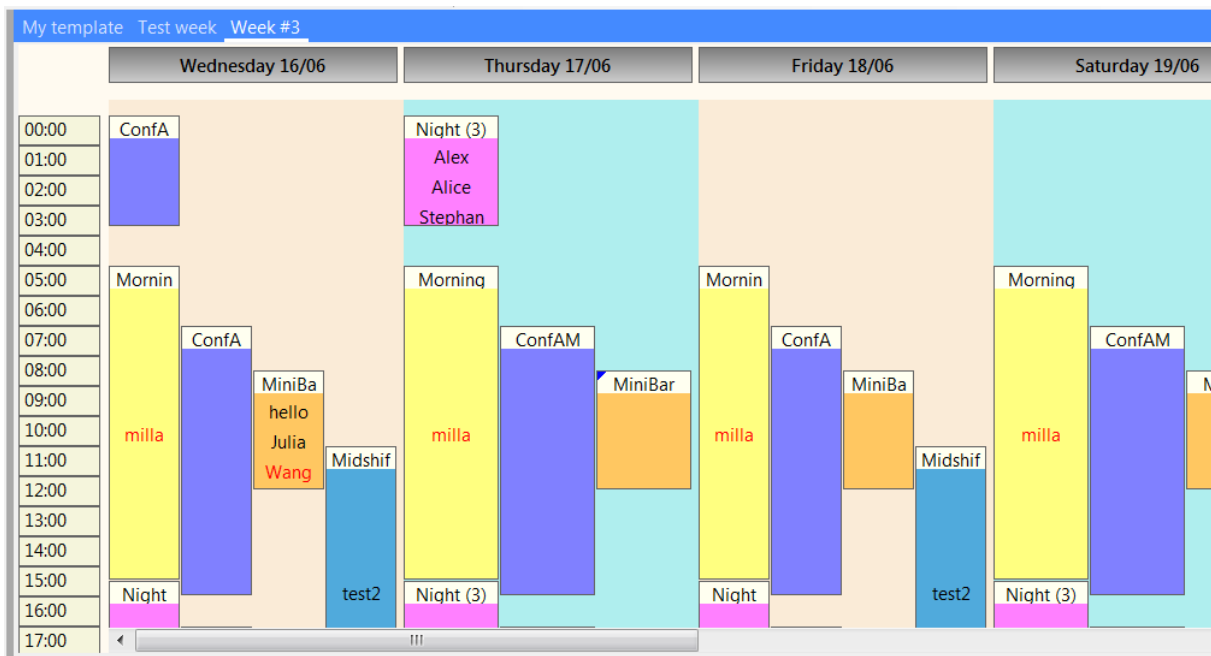 My template Test week Week #3
Wednesday 16/06 Thursday 17/06 Friday 18/06 Saturday 19/06
00:00 ConfA Night (3)
01:00 Alex
02:00 Alice
03:00 Stephan
04:00
05:00 Mornin Morning Mornin Morning
06:00
07:00 ConfA ConfAM ConfA ConfAM
08:00 MiniBa MiniBar MiniBa M
09:00 hello
10:00 milla Julia milla milla milla
11:00 Wang Midshif Midshif
12:00
13:00
14:00
15:00 Night test2 Night (3) Night test2 Night (3)
16:00
17:00